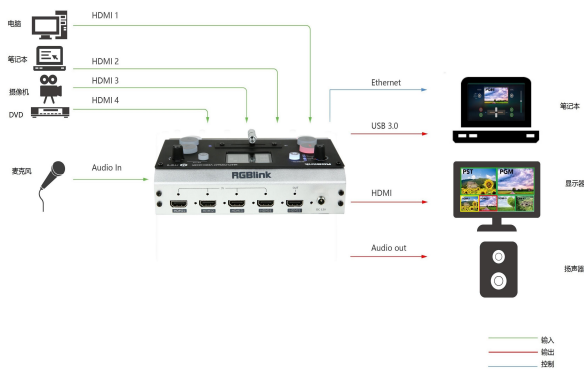 电脑
HDMI 1
笔记本
HDMI 2
摄像机
HDMI 3
DVD
HDMI 4
麦克风
Audio In
RGBlink
Ethernet
USB 3.0
笔记本
HDMI
PST
PGM
显示器
Audio out
扬声器
输入
输出
控制